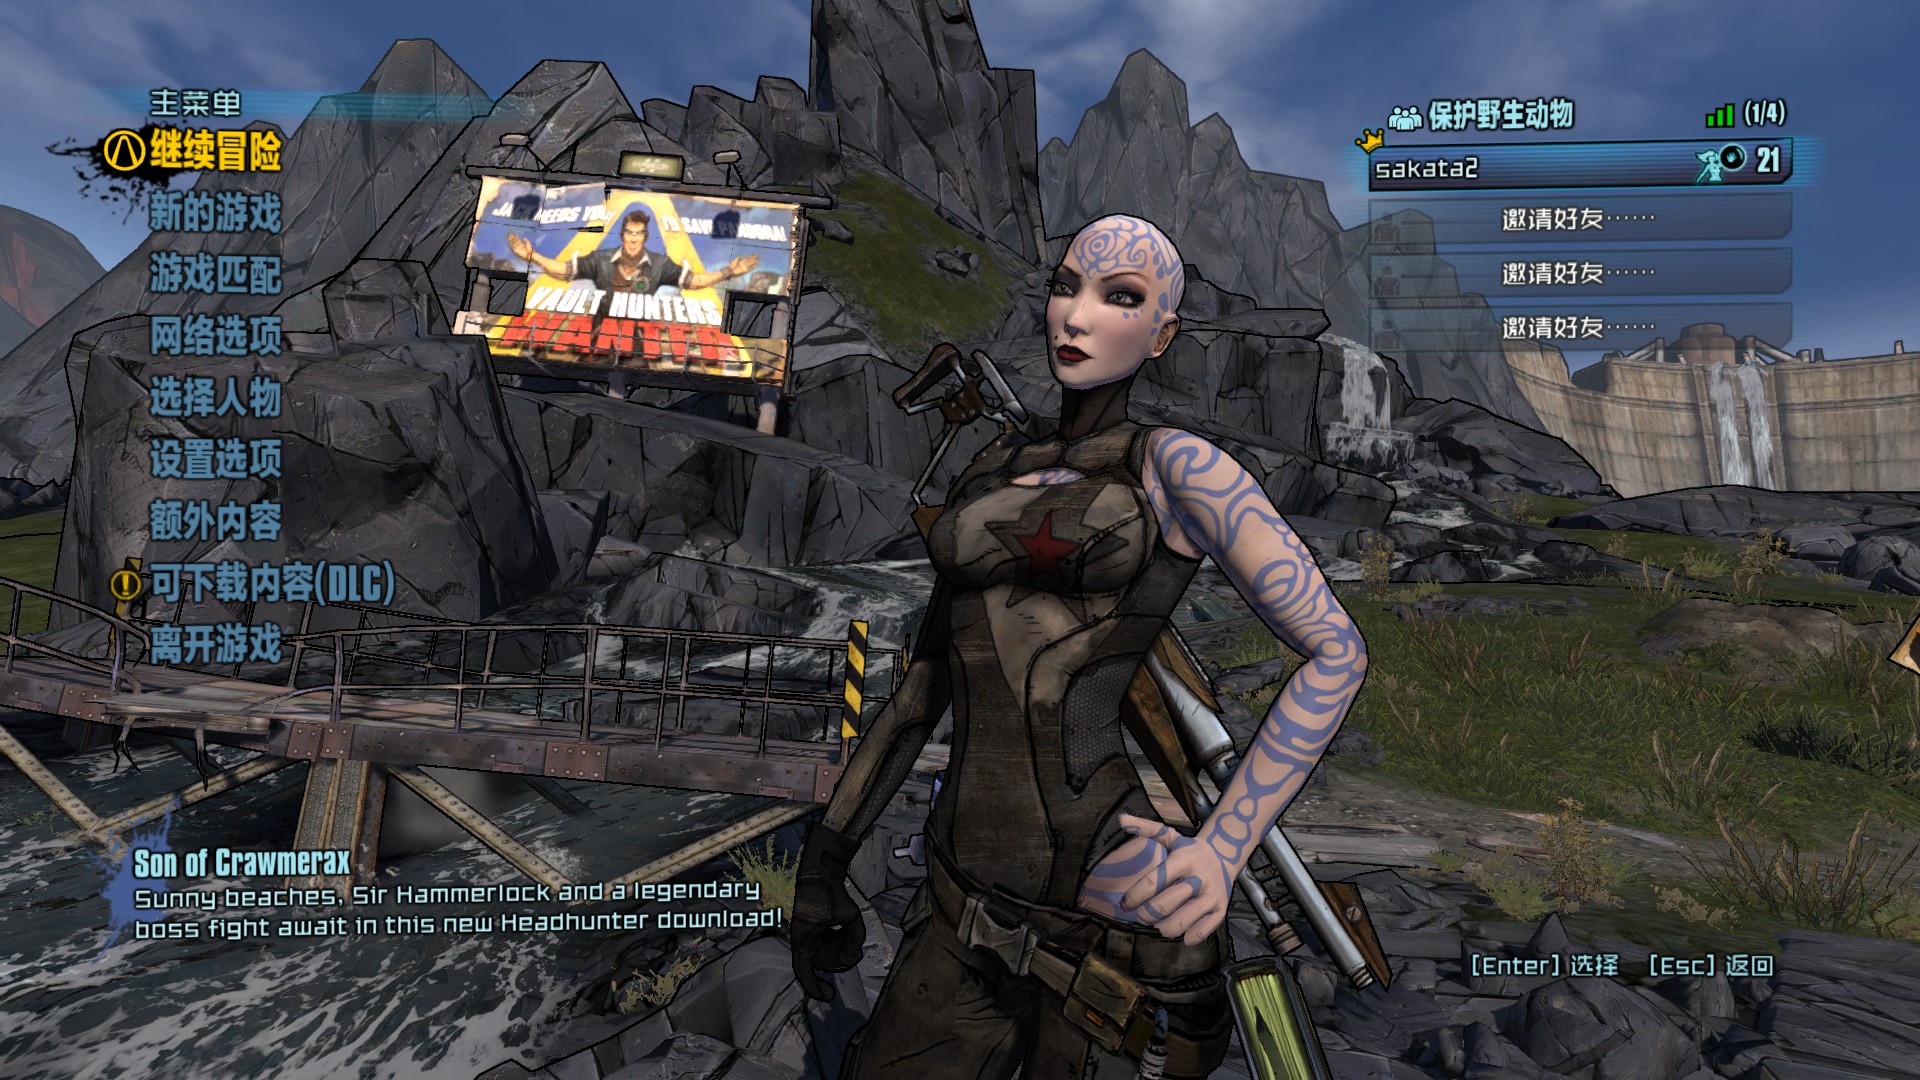 主菜单
继续冒险
新的游戏
游戏匹配
网络选项
选择人物
设置选项
额外内容
可下载内容(DLC)
离开游戏
Son of Crawmerax
Sunny beaches, Sir Hammerlock and a legendary
boss fight await in this new Headhunter download!
VAULT HUNTERS
WANTED
保护野生动物 (1/4)
sakata2 21
邀请好友······
邀请好友······
邀请好友······
[Enter] 选择 [Esc] 返回